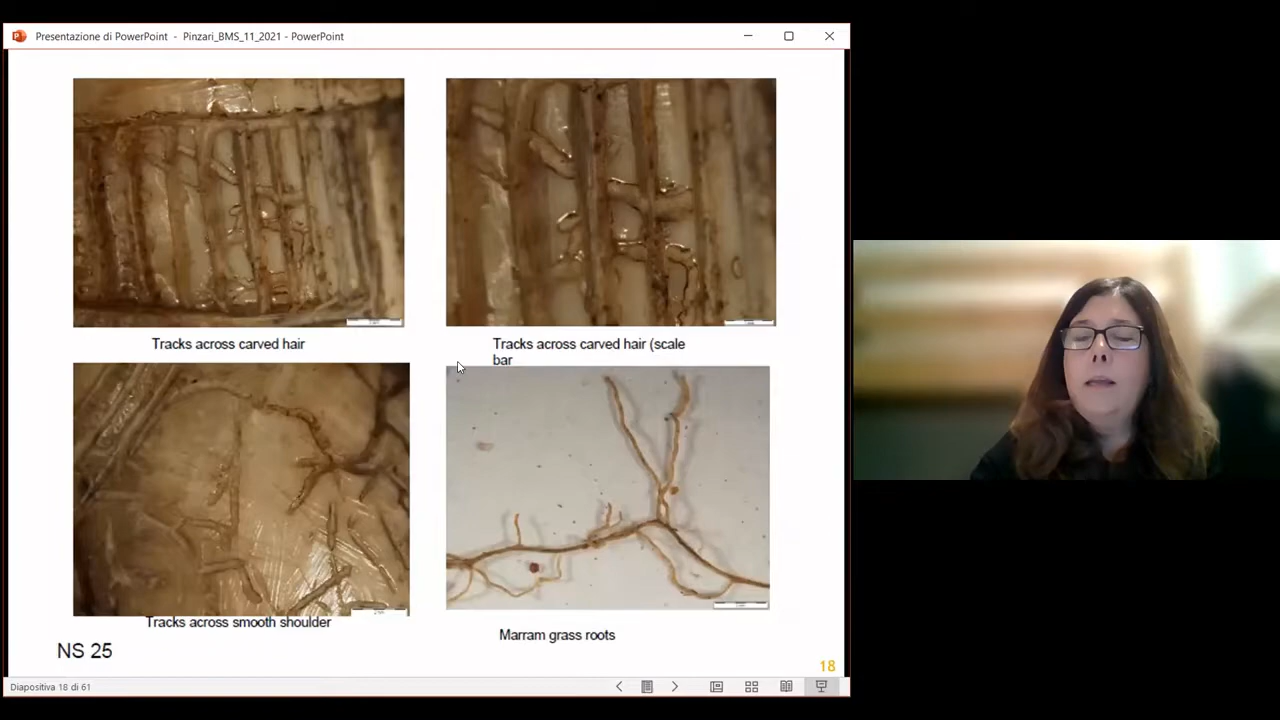 Presentazione di PowerPoint - Pinzari_BMS_11_2021 - PowerPoint
Tracks across carved hair
Tracks across carved hair (scale
bar
Tracks across smooth shoulder
Marram grass roots
NS 25
18
Diapositiva 18 di 61